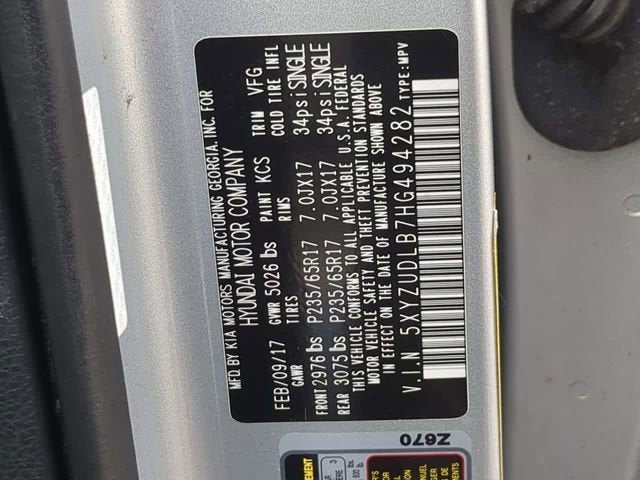 MFD.BY KIA MOTORS MANUFACTURING GEORGIA, INC. FOR
HYUNDAI MOTOR COMPANY
FEB/09/17 GVWR 5026 lbs PAINT KCS TRIM VFG
GAWR TIRES RIMS COLD TIRE INFL
FRONT 2976 lbs P235/65R17 7.0JX17 34psi SINGLE
REAR 3075 lbs P235/65R17 7.0JX17 34psi SINGLE
THIS VEHICLE CONFORMS TO ALL APPLICABLE U.S.A. FEDERAL
MOTOR VEHICLE SAFETY AND THEFT PREVENTION STANDARDS
IN EFFECT ON THE DATE OF MANUFACTURE SHOWN ABOVE
V.I.N 5XYZUDLB7HG494282 TYPE:MPV
Z670